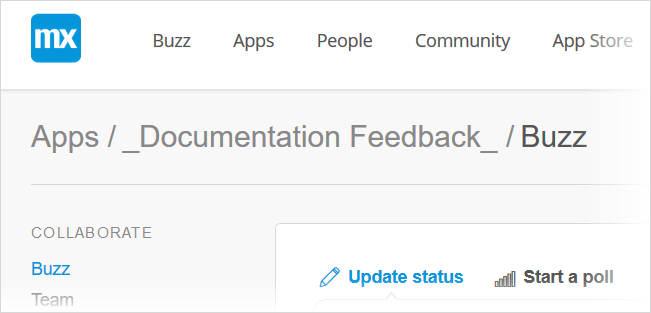 mx
Buzz Apps People Community App Store
Apps / _Documentation Feedback_ / Buzz
COLLABORATE
Buzz
Team
Update status Start a poll